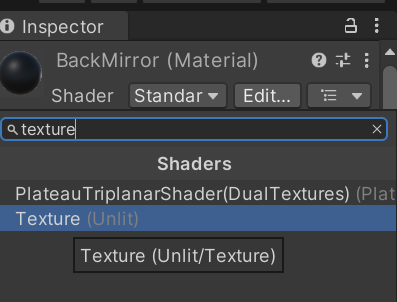 Inspector
BackMirror (Material)
Shader Standar Edit...
texture
Shaders
PlateauTriplanarShader(DualTextures) (Plat
Texture (Unlit)
Texture (Unlit/Texture)